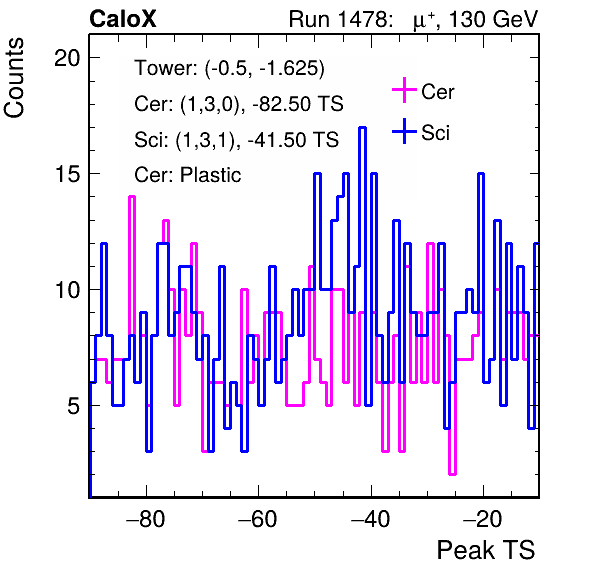 CaloX Run 1478: μ⁺, 130 GeV
Counts
20
15
10
5
Tower: (-0.5, -1.625)
Cer: (1,3,0), -82.50 TS
Sci: (1,3,1), -41.50 TS
Cer: Plastic
Cer
Sci
−80 −60 −40 −20
Peak TS